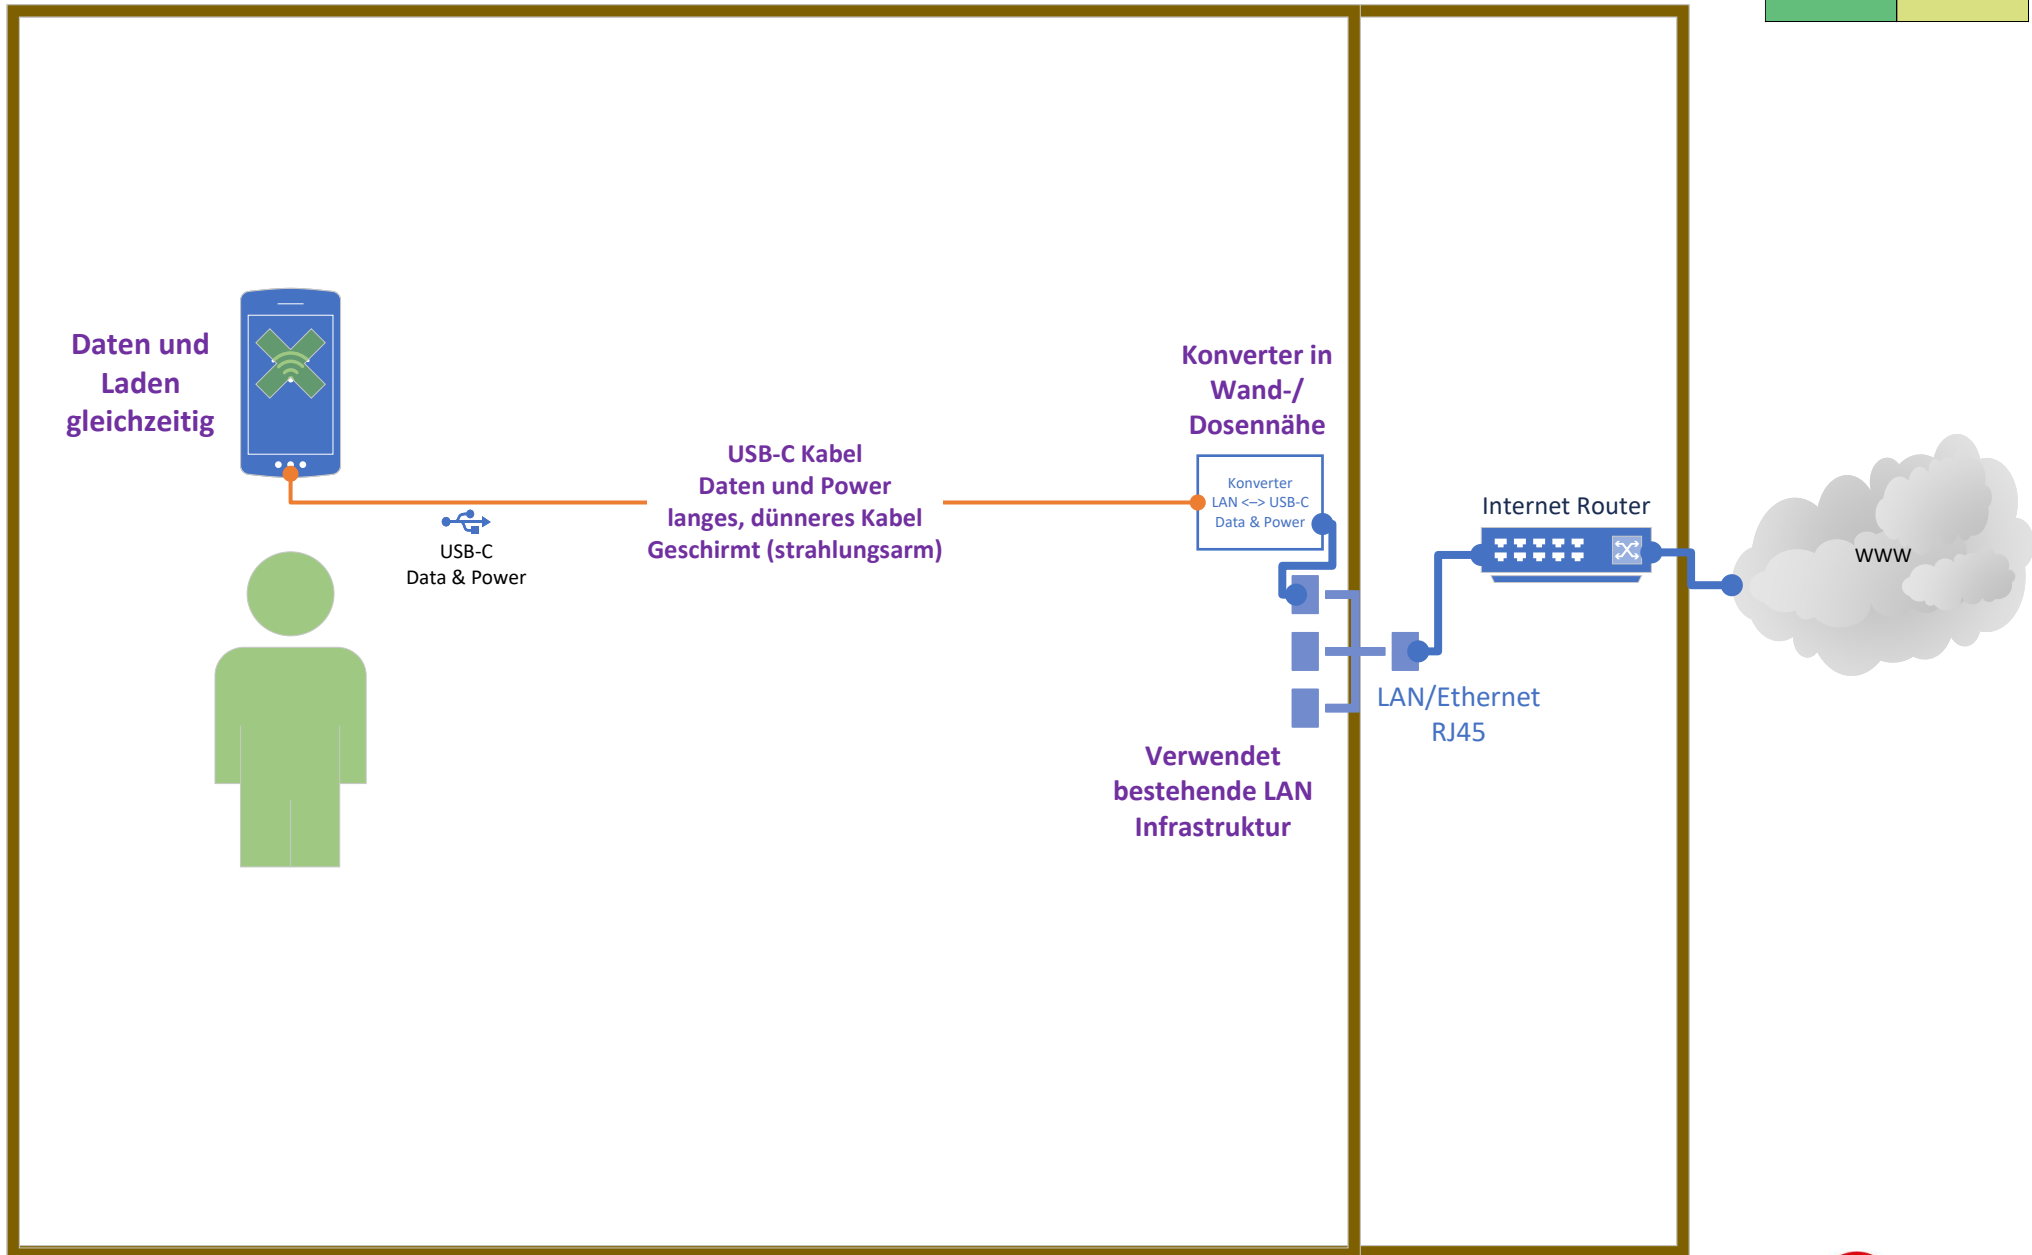 Daten und
Laden
gleichzeitig
USB-C Kabel
Daten und Power
langes, dünneres Kabel
Geschirmt (strahlungsarm)
USB-C
Data & Power
Konverter in
Wand-/
Dosennähe
Konverter
LAN <–> USB-C
Data & Power
Internet Router
WWW
LAN/Ethernet
RJ45
Verwendet
bestehende LAN
Infrastruktur